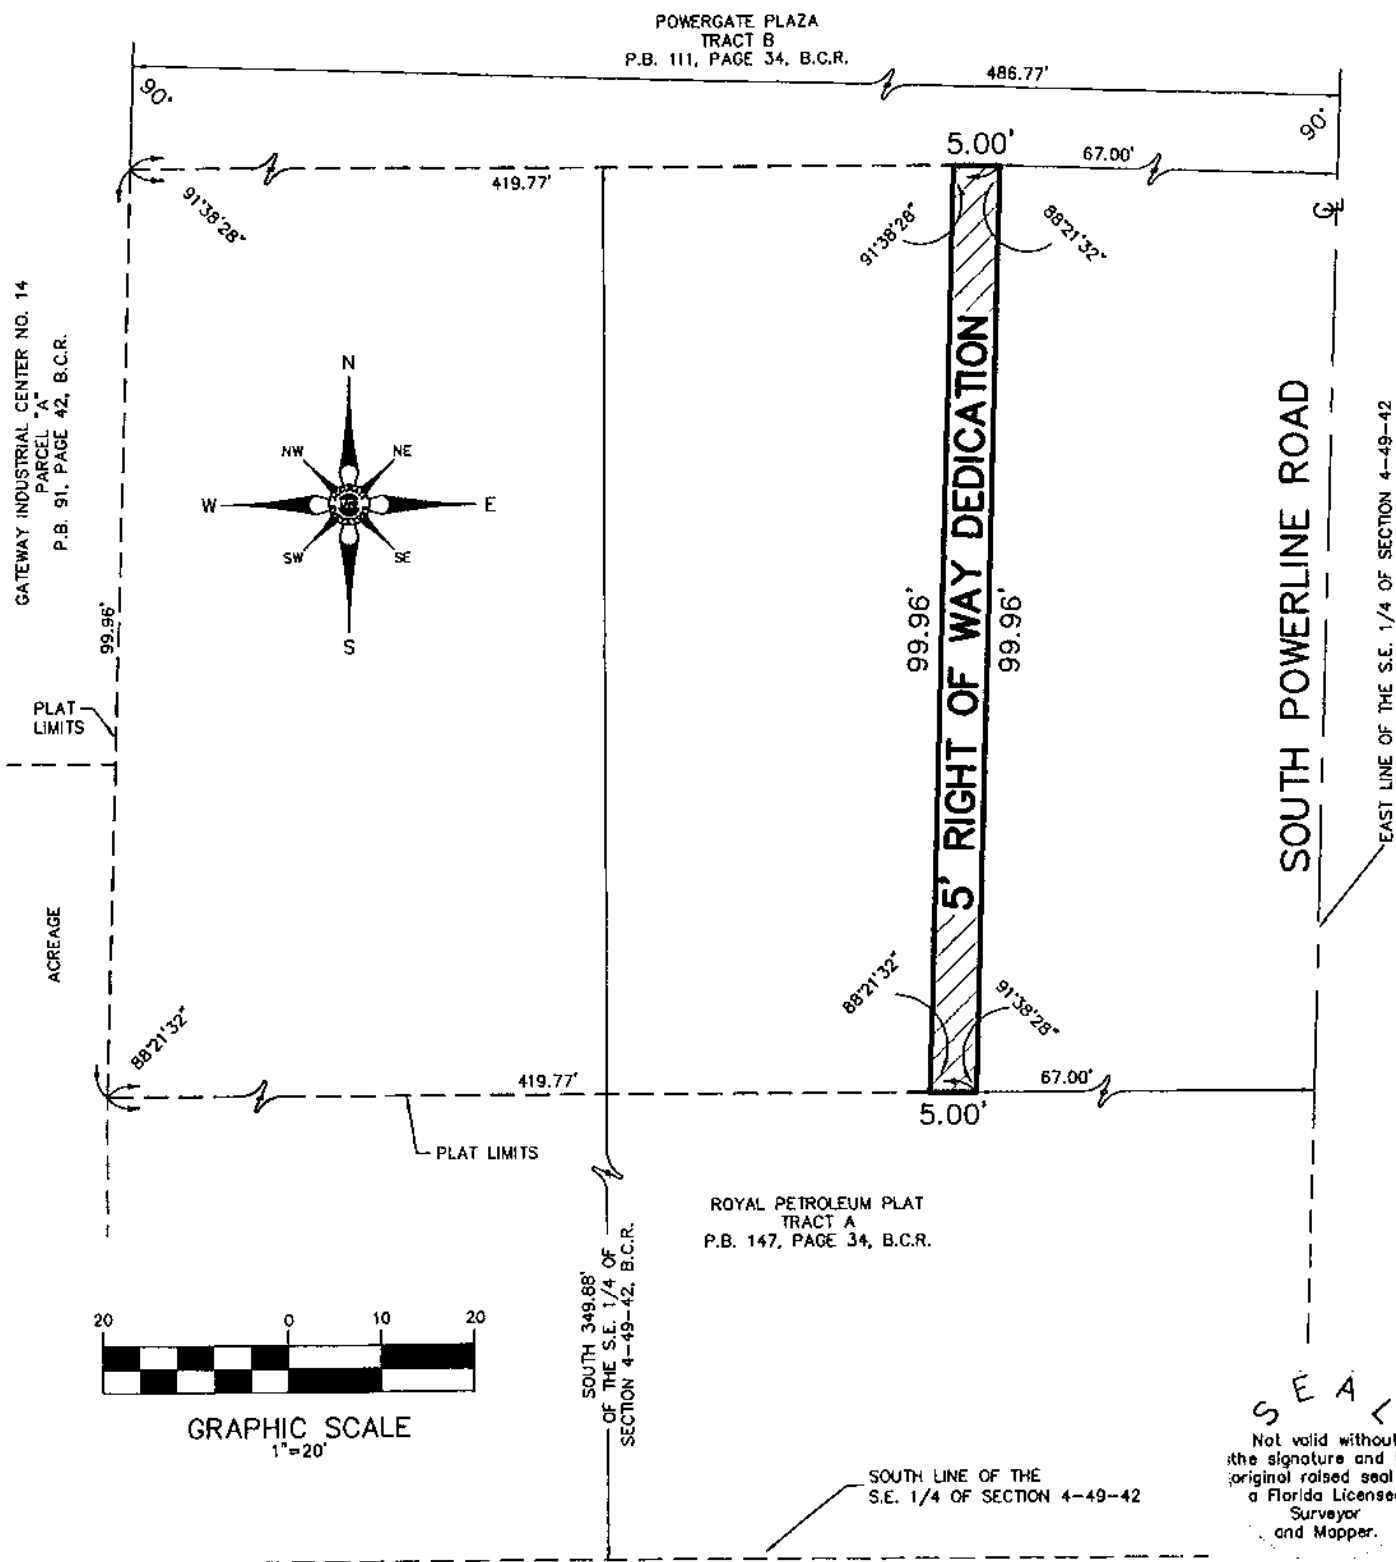 POWERGATE PLAZA
TRACT B
P.B. 111, PAGE 34, B.C.R.
486.77'
90°
90°
5.00'
67.00'
419.77'
91°38'28"
91°38'28"
88°21'32"
GATEWAY INDUSTRIAL CENTER NO. 14
PARCEL "A"
P.B. 91, PAGE 42, B.C.R.
N
NW
NE
W
E
SW
SE
S
99.96'
5' RIGHT OF WAY DEDICATION
99.96'
99.96'
SOUTH POWERLINE ROAD
EAST LINE OF THE S.E. 1/4 OF SECTION 4-49-42
PLAT
LIMITS
ACREAGE
88°21'32"
88°21'32"
91°38'28"
419.77'
67.00'
5.00'
PLAT LIMITS
ROYAL PETROLEUM PLAT
TRACT A
P.B. 147, PAGE 34, B.C.R.
SOUTH 349.88'
OF THE S.E. 1/4 OF
SECTION 4-49-42, B.C.R.
20 0 10 20
GRAPHIC SCALE
1"=20'
SEAL
Not valid without
the signature and
original raised seal
a Florida License
Surveyor
and Mapper.
SOUTH LINE OF THE
S.E. 1/4 OF SECTION 4-49-42